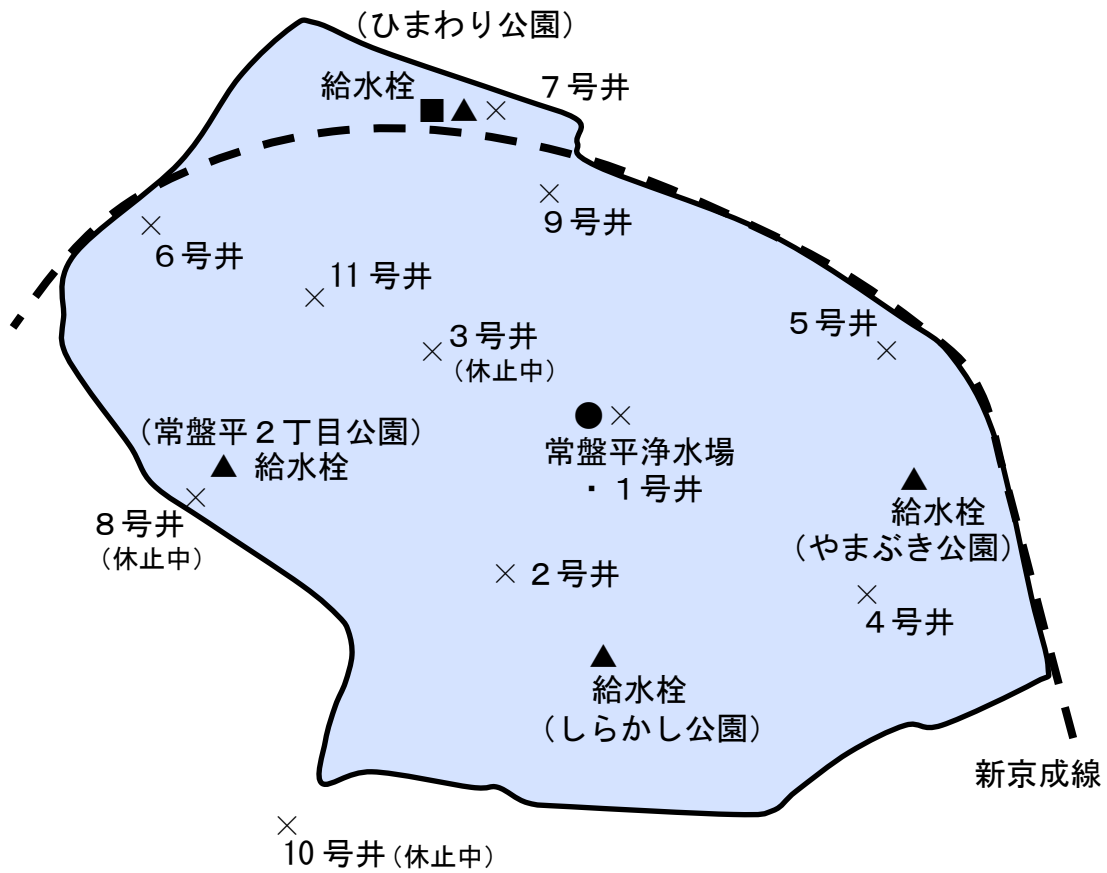 （ひまわり公園）
給水栓
７号井
９号井
６号井
11 号井
５号井
３号井
（休止中）
（常盤平２丁目公園）
給水栓
常盤平浄水場
・１号井
８号井
（休止中）
給水栓
（やまぶき公園）
２号井
４号井
給水栓
（しらかし公園）
新京成線
10 号井（休止中）